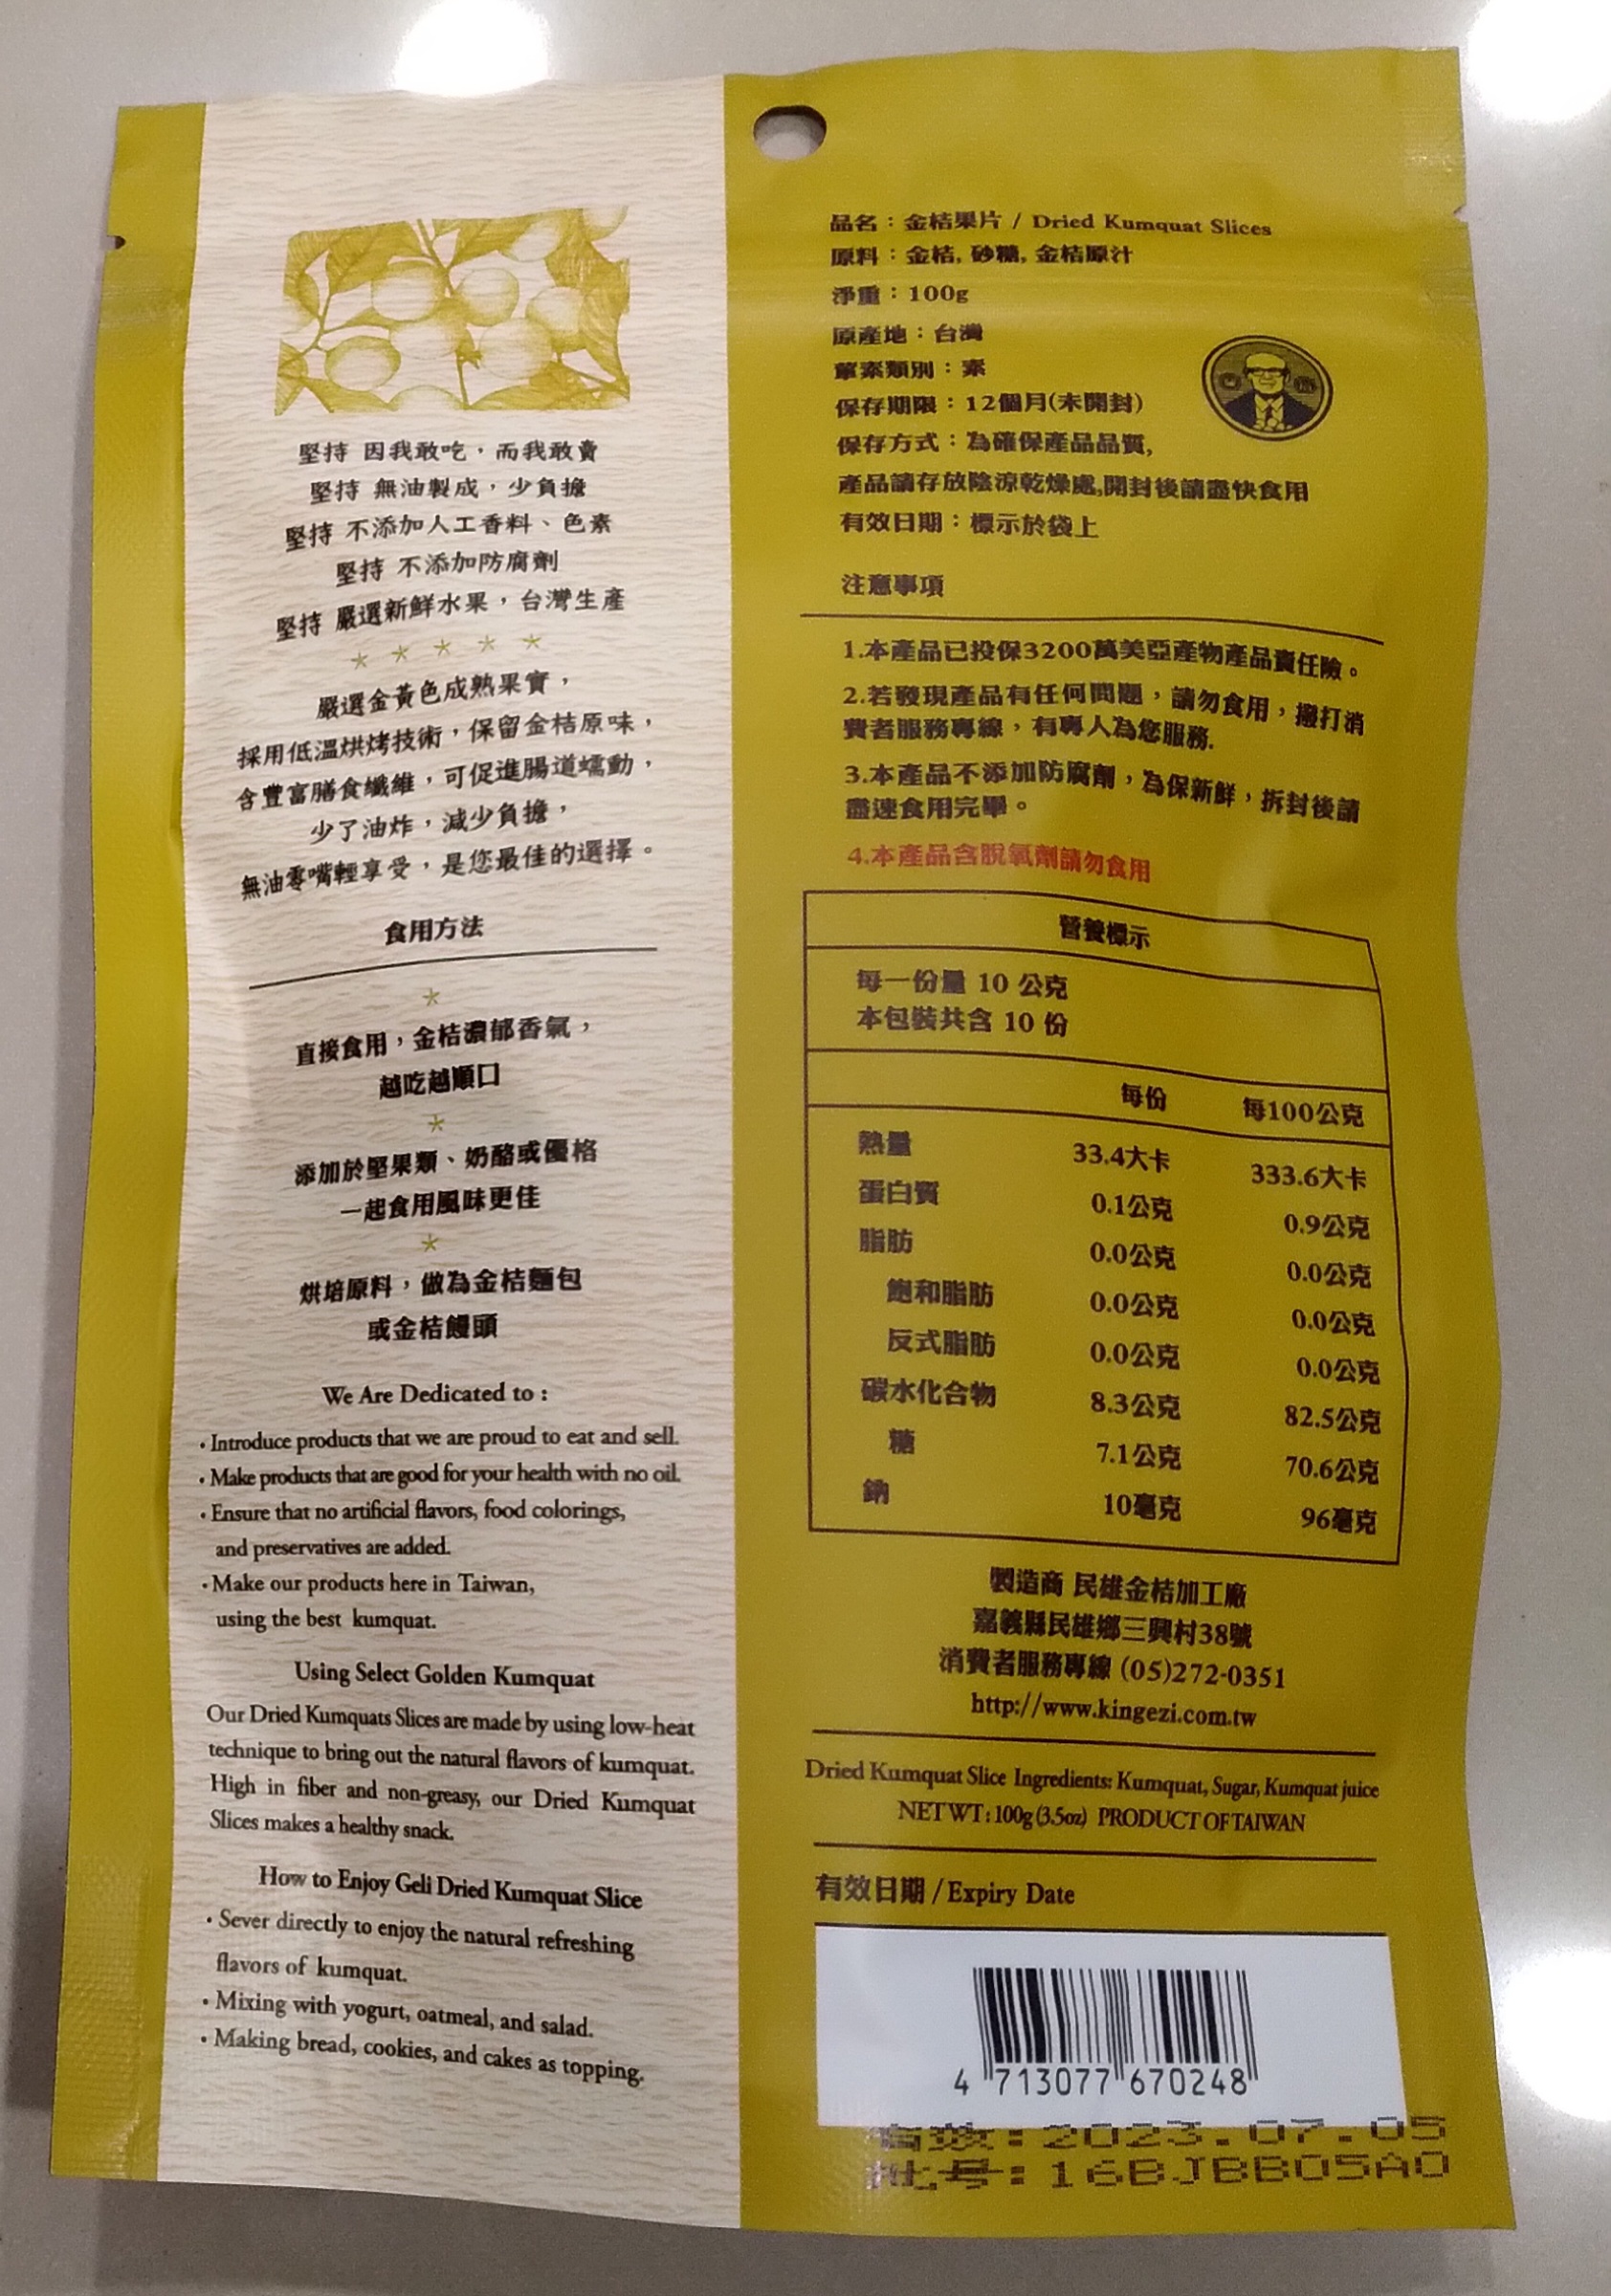 堅持 因我敢吃，而我敢賣
堅持 無油製成，少負擔
堅持 不添加人工香料、色素
堅持 不添加防腐劑
堅持 嚴選新鮮水果，台灣生產
嚴選金黃色成熟果實，
採用低溫烘烤技術，保留金桔原味，
含豐富膳食纖維，可促進腸道蠕動，
少了油炸，減少負擔，
無油零嘴輕享受，是您最佳的選擇。
食用方法
直接食用，金桔濃郁香氣，
越吃越順口
添加於堅果類、奶酪或優格
一起食用風味更佳
烘培原料，做為金桔麵包
或金桔饅頭
We Are Dedicated to :
· Introduce products that we are proud to eat and sell.
· Make products that are good for your health with no oil.
· Ensure that no artificial flavors, food colorings,
and preservatives are added.
· Make our products here in Taiwan,
using the best kumquat.
Using Select Golden Kumquat
Our Dried Kumquats Slices are made by using low-heat
technique to bring out the natural flavors of kumquat.
High in fiber and non-greasy, our Dried Kumquat
Slices makes a healthy snack.
How to Enjoy Geli Dried Kumquat Slice
· Sever directly to enjoy the natural refreshing
flavors of kumquat.
· Mixing with yogurt, oatmeal, and salad.
· Making bread, cookies, and cakes as topping.
品名：金桔果片 / Dried Kumquat Slices
原料：金桔, 砂糖, 金桔原汁
淨重：100g
原產地：台灣
葷素類別：素
保存期限：12個月(未開封)
保存方式：為確保產品品質,
產品請存放陰涼乾燥處,開封後請盡快食用
有效日期：標示於袋上
注意事項
1.本產品已投保3200萬美亞產物產品責任險。
2.若發現產品有任何問題，請勿食用，撥打消
費者服務專線，有專人為您服務.
3.本產品不添加防腐劑，為保新鮮，拆封後請
盡速食用完畢。
4.本產品含脫氧劑請勿食用
營養標示
每一份量 10 公克
本包裝共含 10 份
每份 每100公克
熱量 33.4大卡 333.6大卡
蛋白質 0.1公克 0.9公克
脂肪 0.0公克 0.0公克
飽和脂肪 0.0公克 0.0公克
反式脂肪 0.0公克 0.0公克
碳水化合物 8.3公克 82.5公克
糖 7.1公克 70.6公克
鈉 10毫克 96毫克
製造商 民雄金桔加工廠
嘉義縣民雄鄉三興村38號
消費者服務專線 (05)272-0351
http://www.kingezi.com.tw
Dried Kumquat Slice Ingredients: Kumquat, Sugar, Kumquat juice
NET WT: 100g (3.5oz) PRODUCT OF TAIWAN
有效日期 / Expiry Date
4 713077 670248
有效:2023.07.05
批号:16BJBB05A0